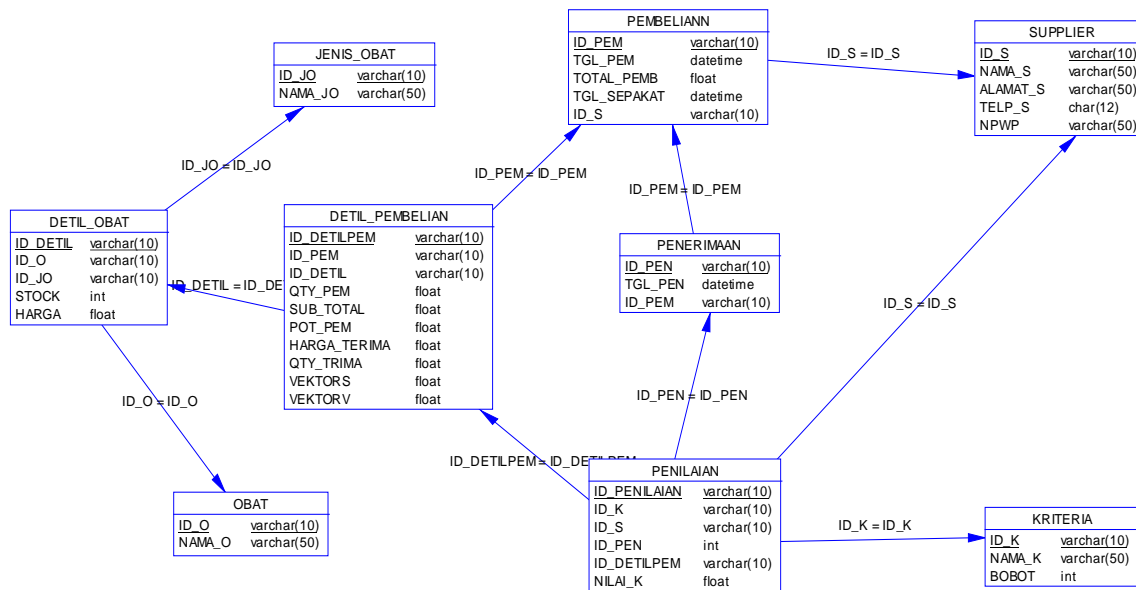 PEMBELIANN
ID_PEM varchar(10)
TGL_PEM datetime
TOTAL_PEMB float
TGL_SEPAKAT datetime
ID_S varchar(10)
SUPPLIER
ID_S varchar(10)
NAMA_S varchar(50)
ALAMAT_S varchar(50)
TELP_S char(12)
NPWP varchar(50)
ID_S = ID_S
JENIS_OBAT
ID_JO varchar(10)
NAMA_JO varchar(50)
ID_JO = ID_JO
ID_PEM = ID_PEM
ID_PEM = ID_PEM
DETIL_OBAT
ID_DETIL varchar(10)
ID_O varchar(10)
ID_JO varchar(10)
STOCK int
HARGA float
ID_DETIL = ID_DE
DETIL_PEMBELIAN
ID_DETILPEM varchar(10)
ID_PEM varchar(10)
ID_DETIL varchar(10)
QTY_PEM float
SUB_TOTAL float
POT_PEM float
HARGA_TERIMA float
QTY_TRIMA float
VEKTORS float
VEKTORV float
PENERIMAAN
ID_PEN varchar(10)
TGL_PEN datetime
ID_PEM varchar(10)
ID_S = ID_S
ID_O = ID_O
ID_PEN = ID_PEN
ID_DETILPEM = ID_DETILPEM
OBAT
ID_O varchar(10)
NAMA_O varchar(50)
PENILAIAN
ID_PENILAIAN varchar(10)
ID_K varchar(10)
ID_S varchar(10)
ID_PEN int
ID_DETILPEM varchar(10)
NILAI_K float
ID_K = ID_K
KRITERIA
ID_K varchar(10)
NAMA_K varchar(50)
BOBOT int